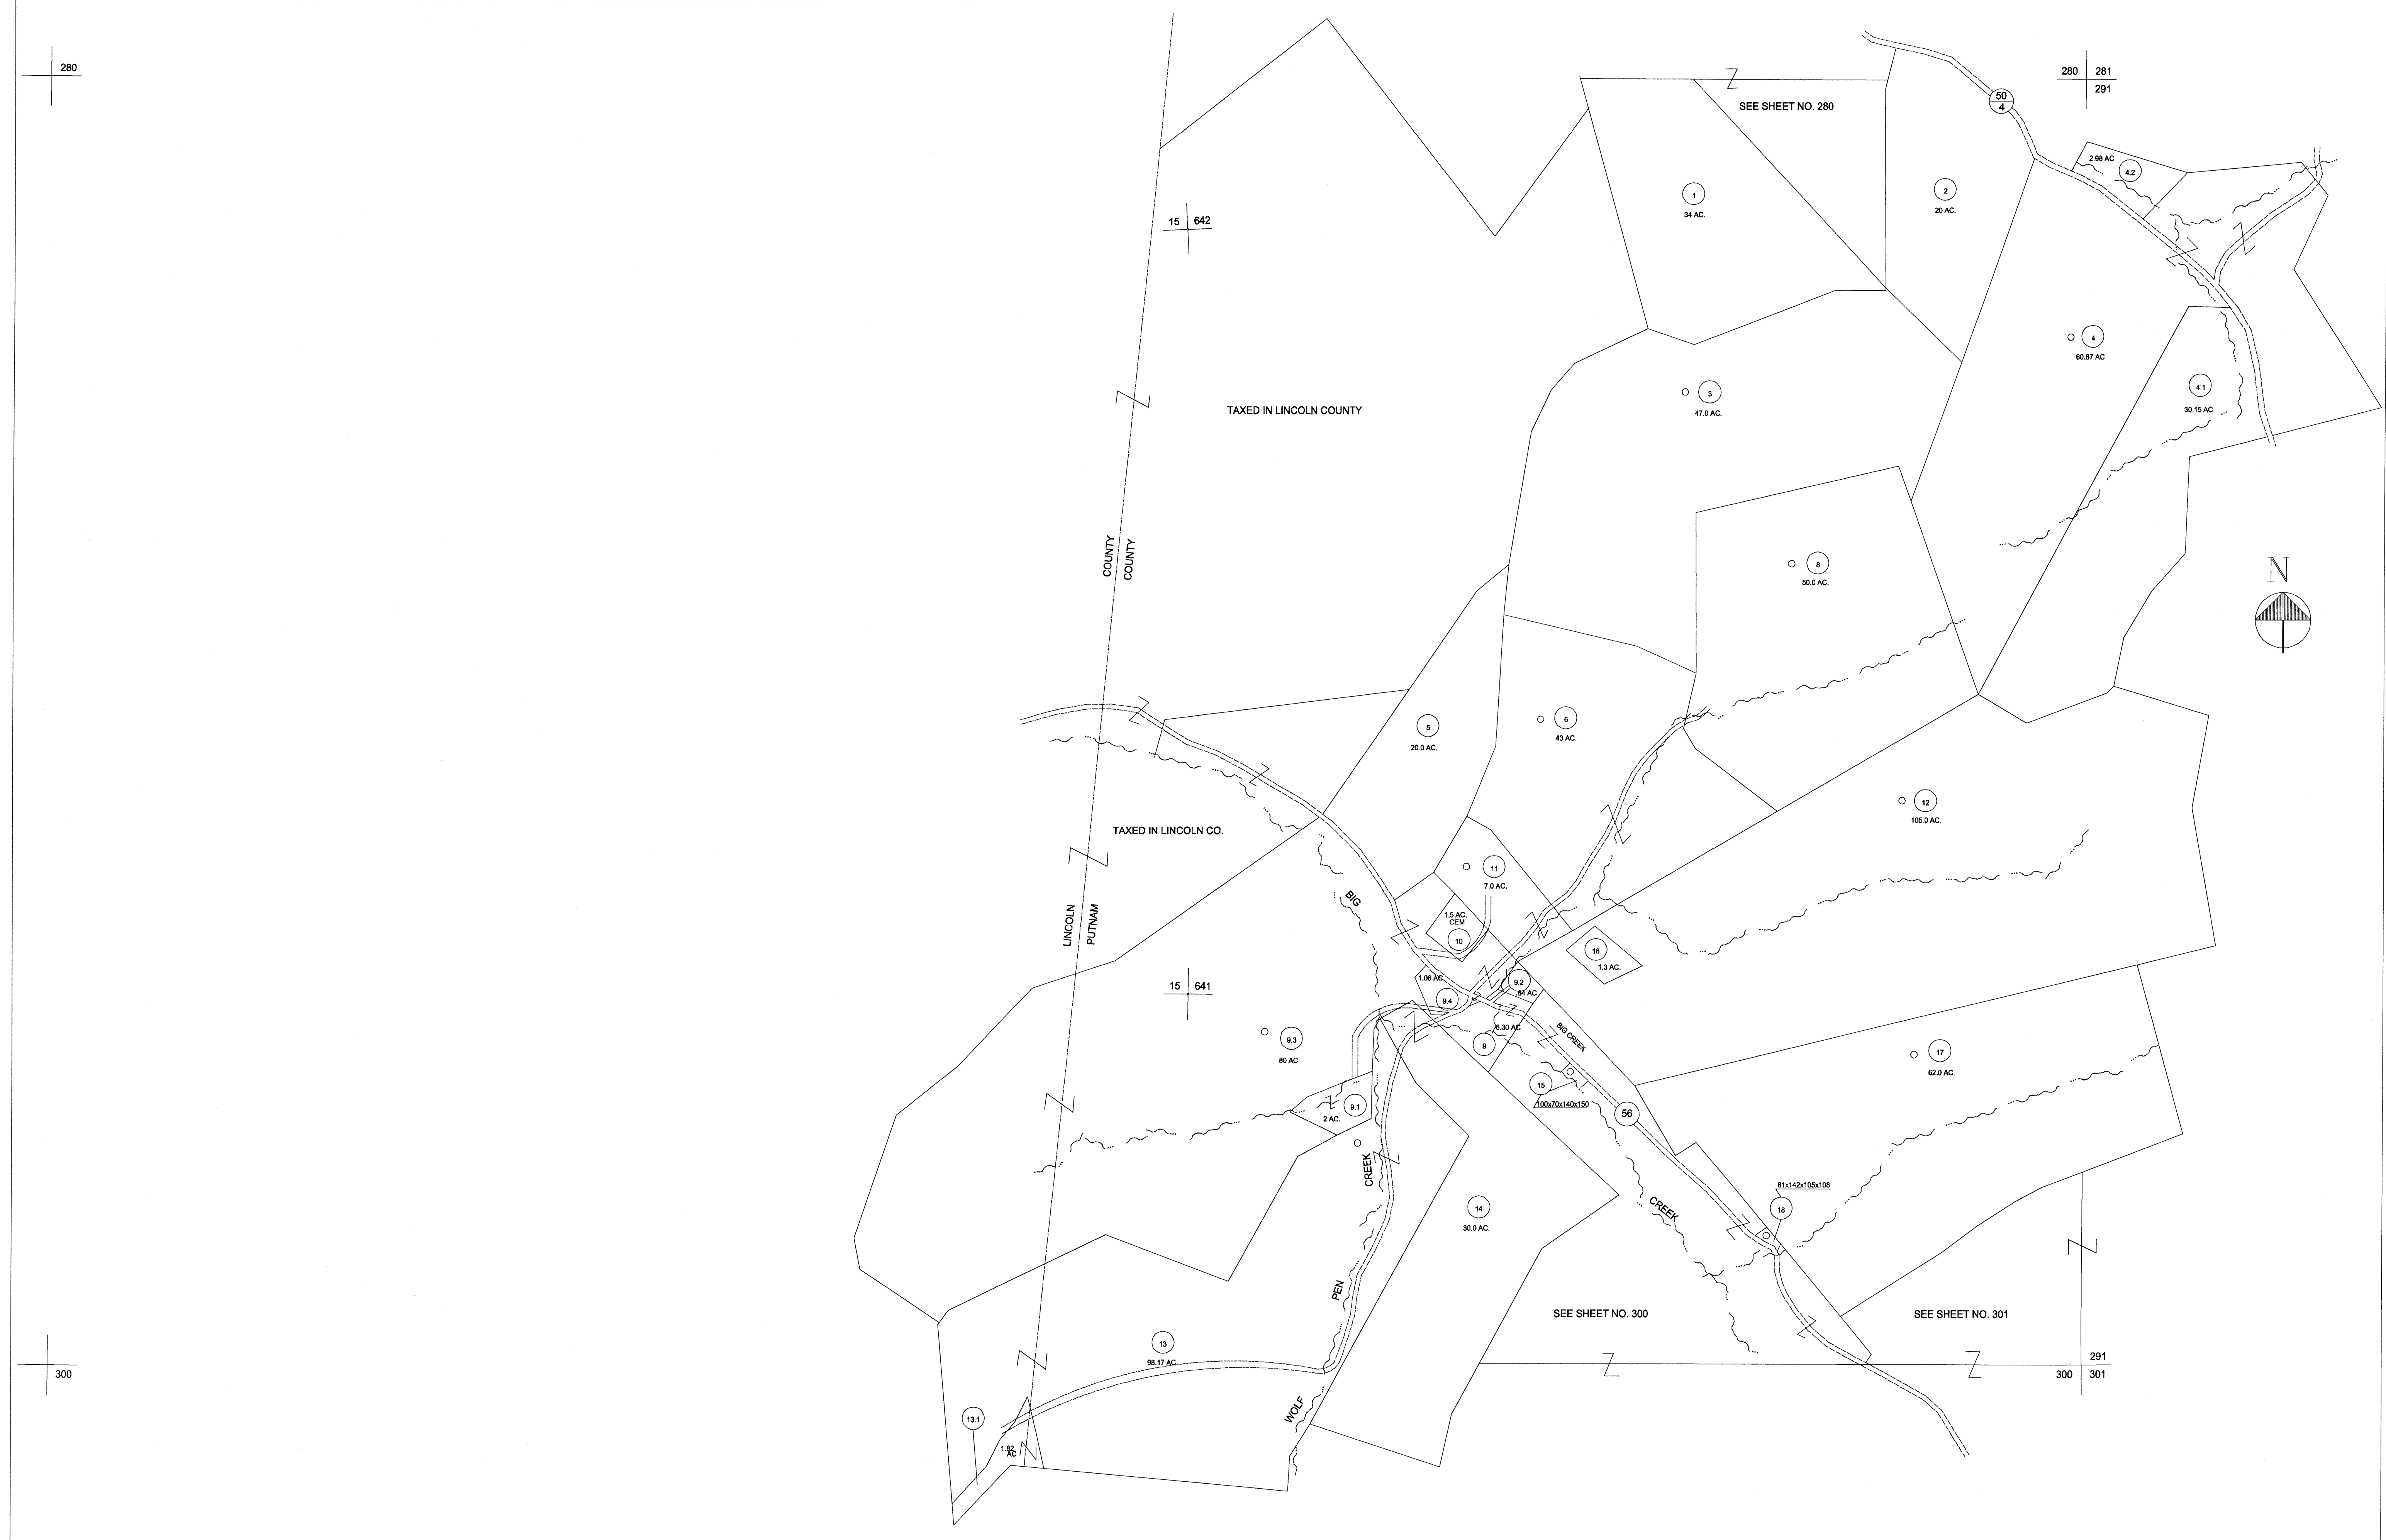 280
280 281
291
50
4
SEE SHEET NO. 280
2.98 AC
4.2
1
34 AC.
2
20 AC.
15 642
4
60.87 AC
4.1
30.15 AC
3
47.0 AC.
TAXED IN LINCOLN COUNTY
COUNTY
COUNTY
8
50.0 AC.
N
5
20.0 AC.
6
43 AC.
12
105.0 AC.
TAXED IN LINCOLN CO.
11
7.0 AC.
BIG
LINCOLN
PUTNAM
1.5 AC.
CEM
10
16
1.3 AC.
1.06 AC
9.2
64 AC
9.4
15 641
6.30 AC
9
BIG CREEK
9.3
80 AC
17
62.0 AC.
15
100x70x140x150
9.1
2 AC.
56
CREEK
81x142x105x108
18
14
30.0 AC.
CREEK
PEN
SEE SHEET NO. 300
SEE SHEET NO. 301
13
98.17 AC
291
300 301
300
WOLF
13.1
1.82
AC